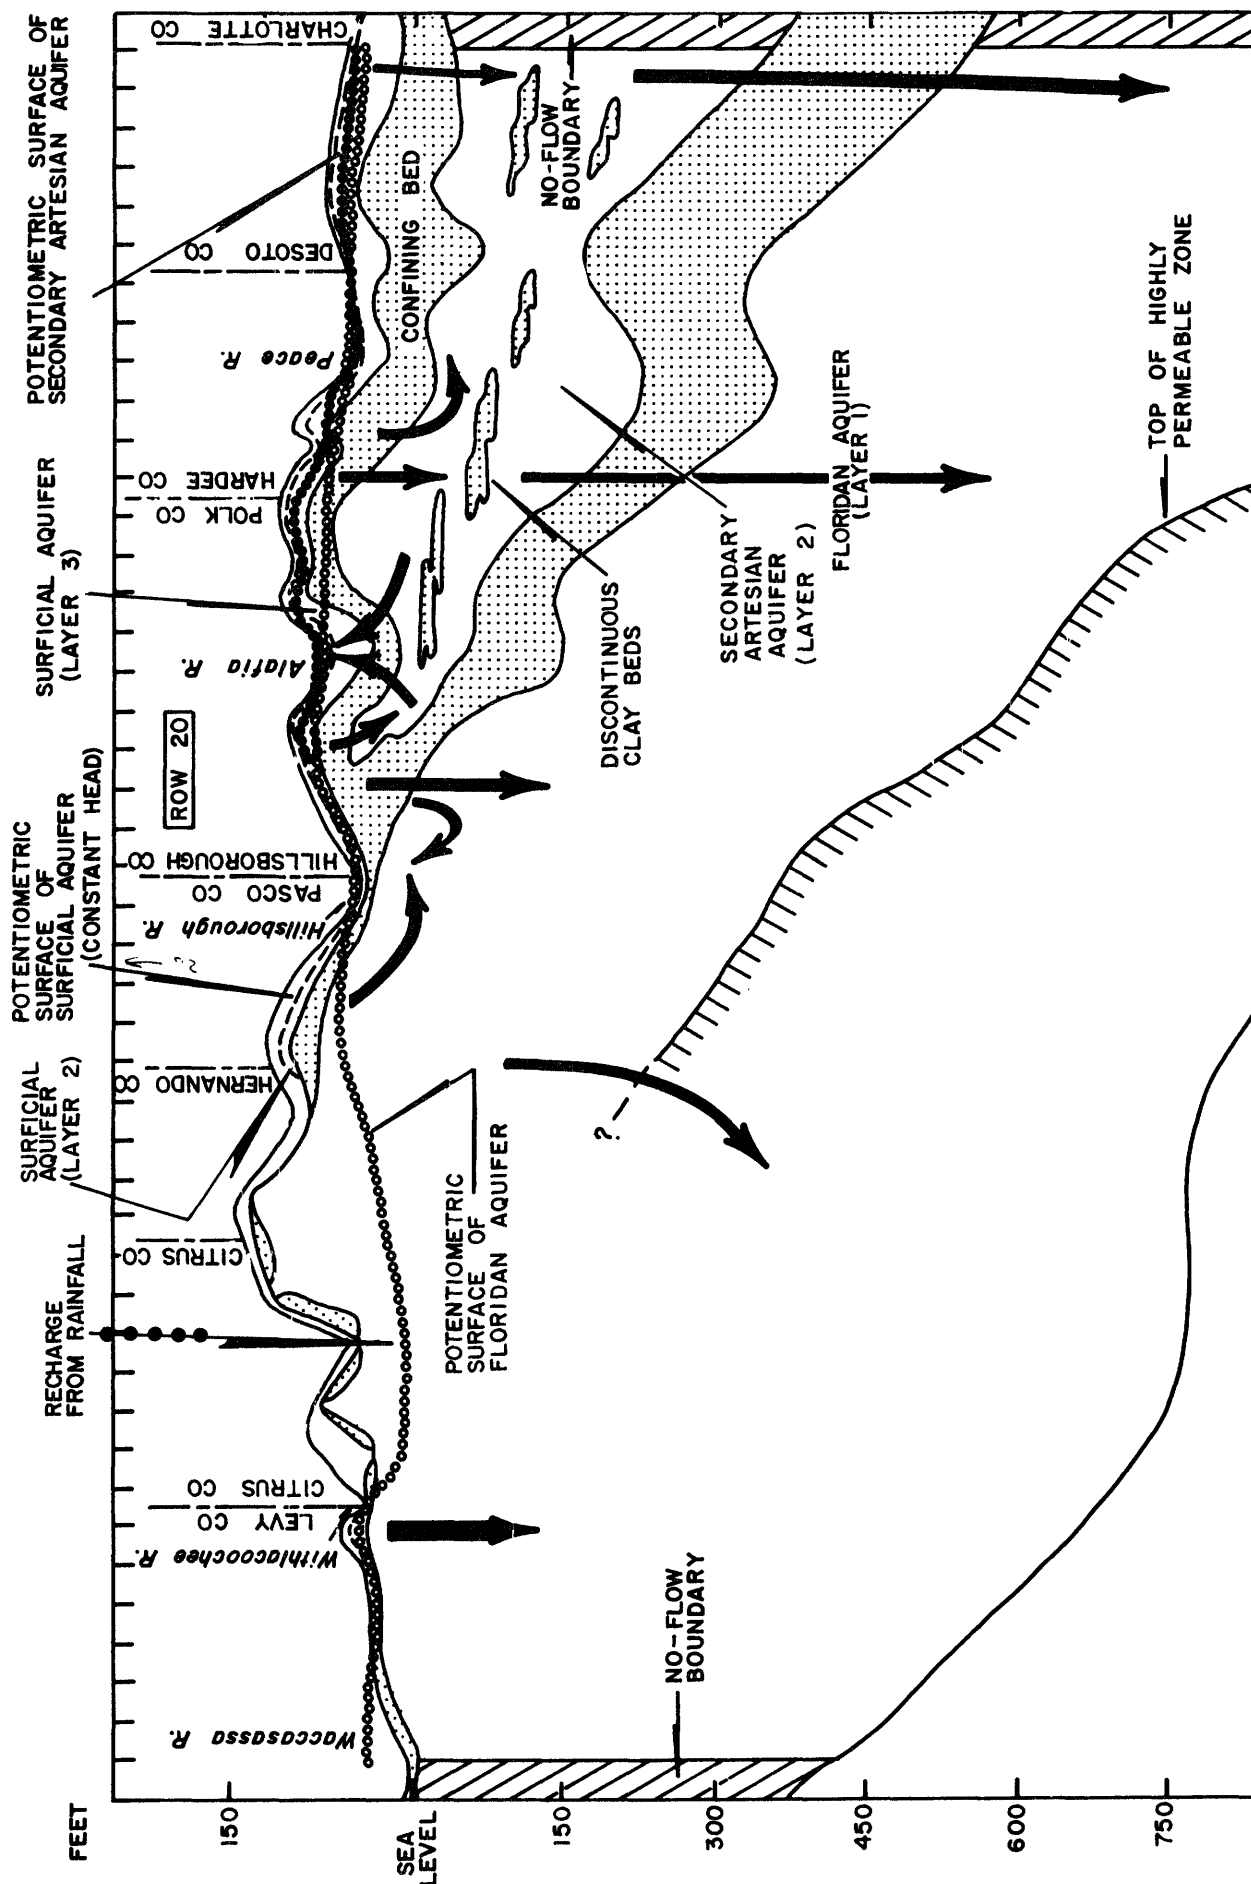 FEET
150
SEA
LEVEL
150
300
450
600
750
RECHARGE
FROM RAINFALL
SURFICIAL
AQUIFER
(LAYER 2)
POTENTIOMETRIC
SURFACE OF
SURFICIAL AQUIFER
(CONSTANT HEAD)
SURFICIAL AQUIFER
(LAYER 3)
POTENTIOMETRIC SURFACE OF
SECONDARY ARTESIAN AQUIFER
ROW 20
Waccasassa R.
Withlacoochee R.
LEVY CO
CITRUS CO
CITRUS CO
HERNANDO CO
Hillsborough R.
PASCO CO
HILLSBOROUGH CO
Alafia R.
POLK CO
HARDEE CO
Peace R.
DESOTO CO
CHARLOTTE CO
CONFINING BED
NO-FLOW
BOUNDARY
POTENTIOMETRIC
SURFACE OF
FLORIDAN AQUIFER
DISCONTINUOUS
CLAY BEDS
SECONDARY
ARTESIAN
AQUIFER
(LAYER 2)
FLORIDAN AQUIFER
(LAYER 1)
?
NO-FLOW
BOUNDARY
TOP OF HIGHLY
PERMEABLE ZONE